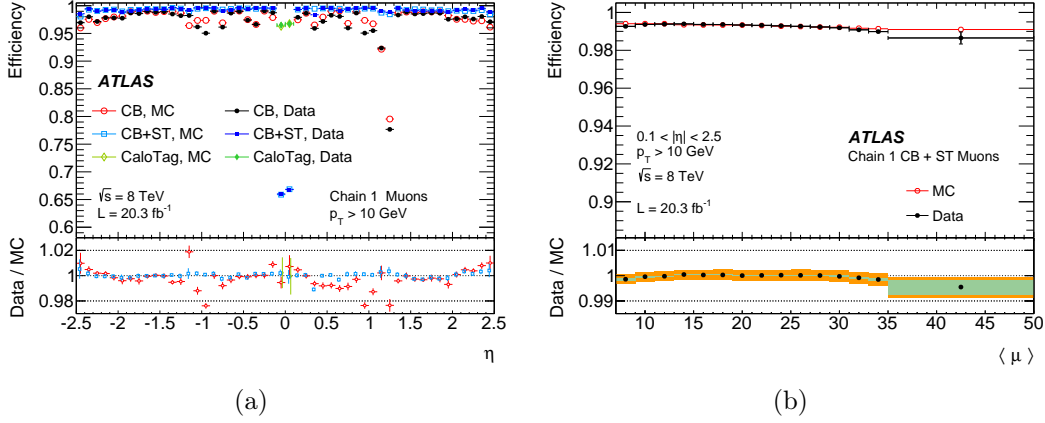 Efficiency
1
0.95
0.9
0.85
0.8
0.75
0.7
0.65
0.6
ATLAS
CB, MC
CB, Data
CB+ST, MC
CB+ST, Data
CaloTag, MC
CaloTag, Data
√s = 8 TeV
L = 20.3 fb⁻¹
Chain 1 Muons
p_T > 10 GeV
Data / MC
1.02
1
0.98
-2.5 -2 -1.5 -1 -0.5 0 0.5 1 1.5 2 2.5
η
(a)
Efficiency
1
0.98
0.96
0.94
0.92
0.9
0.1 < |η| < 2.5
p_T > 10 GeV
√s = 8 TeV
L = 20.3 fb⁻¹
ATLAS
Chain 1 CB + ST Muons
MC
Data
Data / MC
1.01
1
0.99
10 15 20 25 30 35 40 45 50
⟨ μ ⟩
(b)